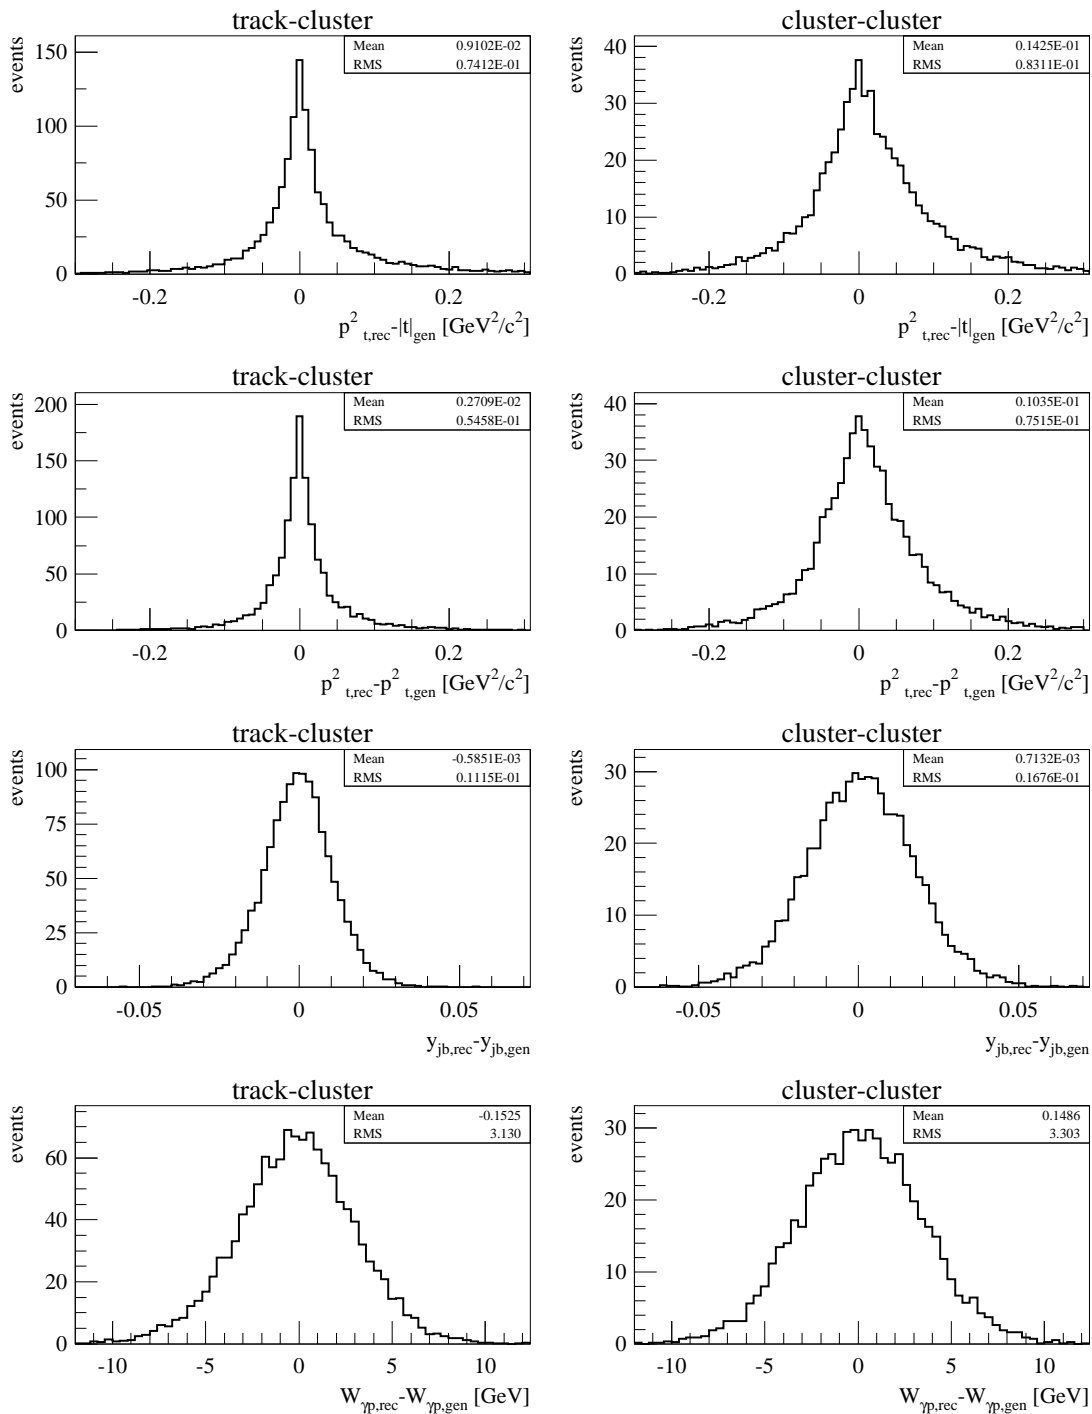 track-cluster
events
Mean 0.9102E-02
RMS 0.7412E-01
150
100
50
0
-0.2 0 0.2
p²t,rec-|t|gen [GeV²/c²]
cluster-cluster
events
Mean 0.1425E-01
RMS 0.8311E-01
40
30
20
10
0
-0.2 0 0.2
p²t,rec-|t|gen [GeV²/c²]
track-cluster
events
Mean 0.2709E-02
RMS 0.5458E-01
200
150
100
50
0
-0.2 0 0.2
p²t,rec-p²t,gen [GeV²/c²]
cluster-cluster
events
Mean 0.1035E-01
RMS 0.7515E-01
40
30
20
10
0
-0.2 0 0.2
p²t,rec-p²t,gen [GeV²/c²]
track-cluster
events
Mean -0.5851E-03
RMS 0.1115E-01
100
75
50
25
0
-0.05 0 0.05
yjb,rec-yjb,gen
cluster-cluster
events
Mean 0.7132E-03
RMS 0.1676E-01
30
20
10
0
-0.05 0 0.05
yjb,rec-yjb,gen
track-cluster
events
Mean -0.1525
RMS 3.130
60
40
20
0
-10 -5 0 5 10
Wγp,rec-Wγp,gen [GeV]
cluster-cluster
events
Mean 0.1486
RMS 3.303
30
20
10
0
-10 -5 0 5 10
Wγp,rec-Wγp,gen [GeV]